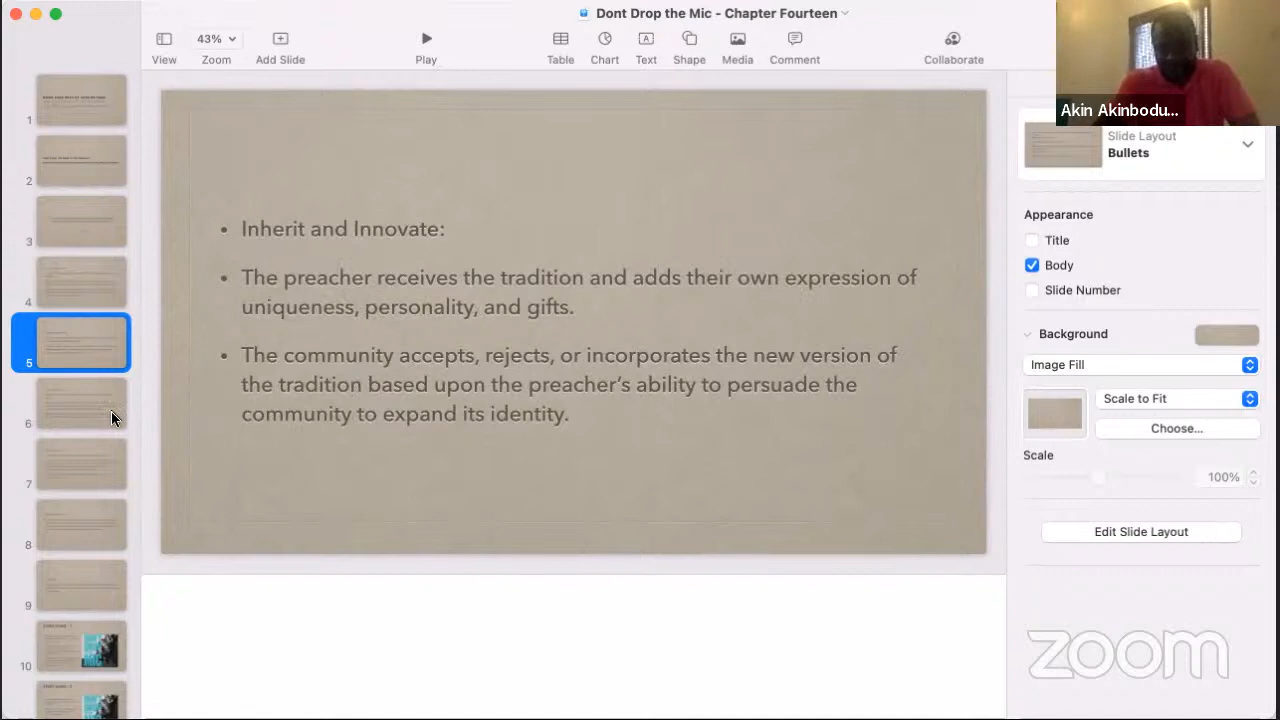 Dont Drop the Mic - Chapter Fourteen
43%
View
Zoom
Add Slide
Play
Table
Chart
Text
Shape
Media
Comment
Collaborate
Akin Akinbodu...
Slide Layout
Bullets
Appearance
Title
Body
Slide Number
Background
Image Fill
Scale to Fit
Choose...
Scale
100%
Edit Slide Layout
zoom
1
2
3
4
5
6
7
8
9
10
• Inherit and Innovate:
• The preacher receives the tradition and adds their own expression of
uniqueness, personality, and gifts.
• The community accepts, rejects, or incorporates the new version of
the tradition based upon the preacher's ability to persuade the
community to expand its identity.